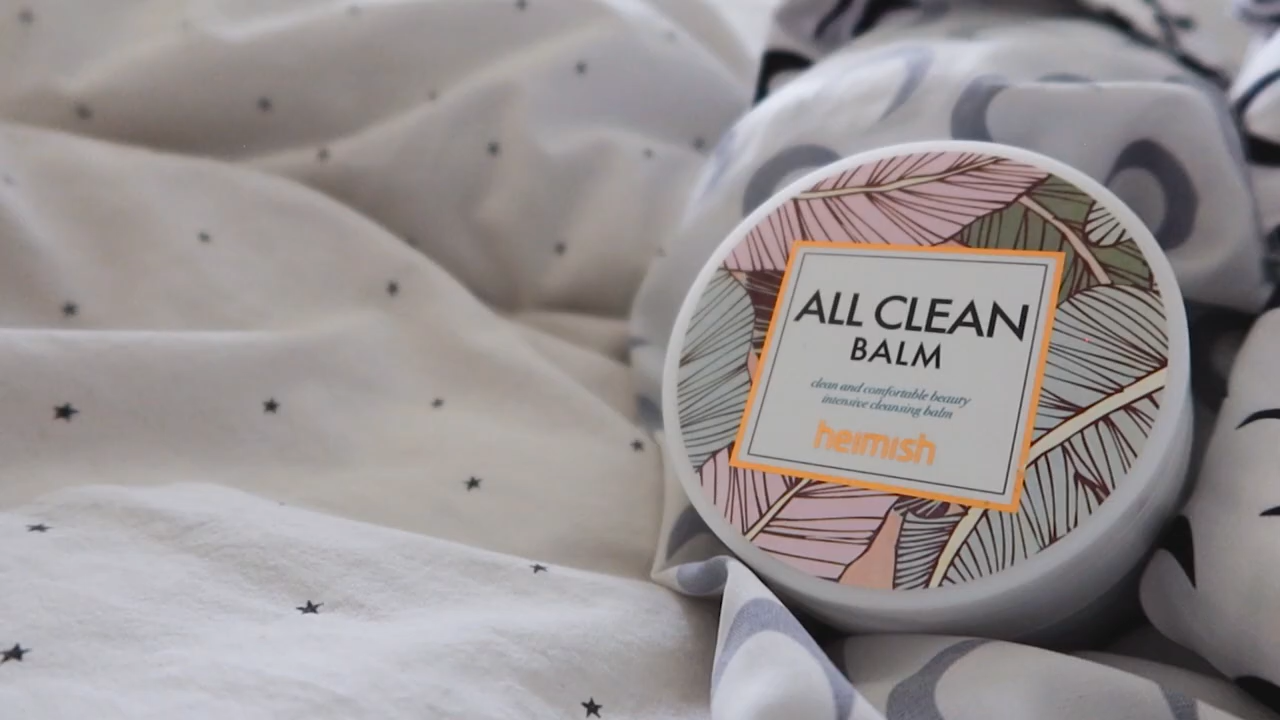 ALL CLEAN
BALM
clean and comfortable beauty
intensive cleansing balm
heimish